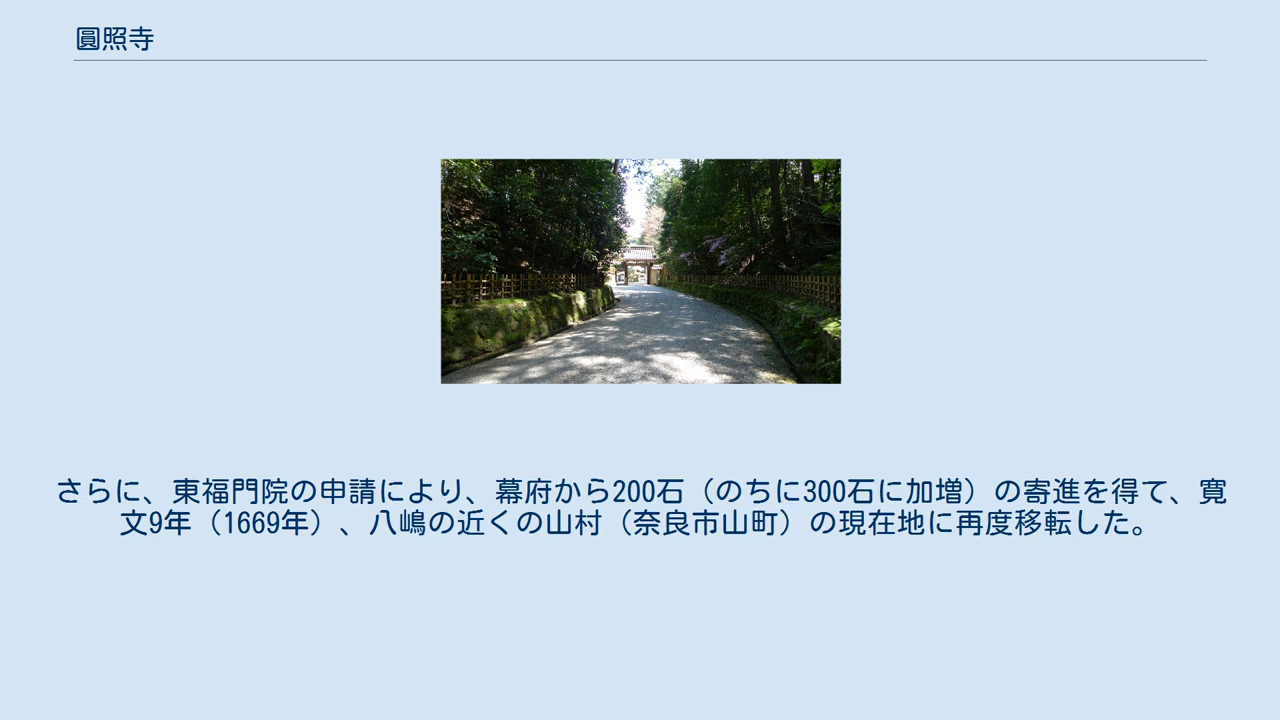 圓照寺
さらに、東福門院の申請により、幕府から200石（のちに300石に加増）の寄進を得て、寛
文9年（1669年）、八嶋の近くの山村（奈良市山町）の現在地に再度移転した。